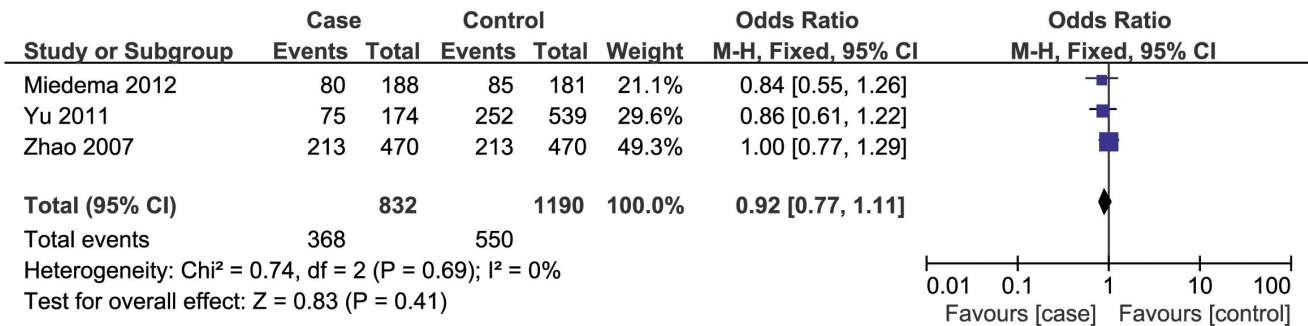 Case Control Odds Ratio Odds Ratio
Study or Subgroup Events Total Events Total Weight M-H, Fixed, 95% CI M-H, Fixed, 95% CI
Miedema 2012 80 188 85 181 21.1% 0.84 [0.55, 1.26]
Yu 2011 75 174 252 539 29.6% 0.86 [0.61, 1.22]
Zhao 2007 213 470 213 470 49.3% 1.00 [0.77, 1.29]
Total (95% CI) 832 1190 100.0% 0.92 [0.77, 1.11]
Total events 368 550
Heterogeneity: Chi² = 0.74, df = 2 (P = 0.69); I² = 0%
Test for overall effect: Z = 0.83 (P = 0.41)
0.01 0.1 1 10 100
Favours [case] Favours [control]